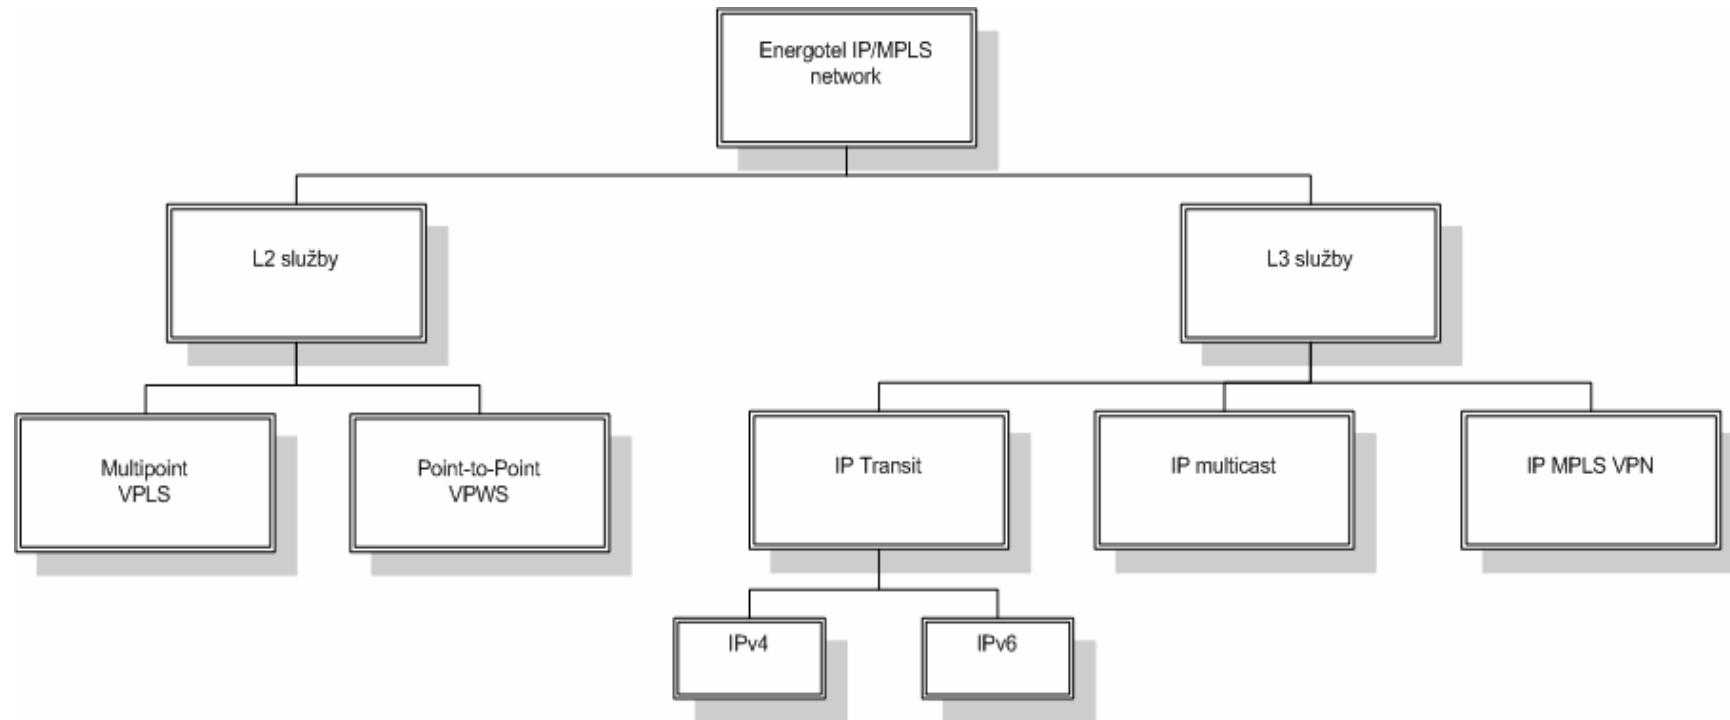 Energotel IP/MPLS
network
L2 služby
L3 služby
Multipoint
VPLS
Point-to-Point
VPWS
IP Transit
IP multicast
IP MPLS VPN
IPv4
IPv6